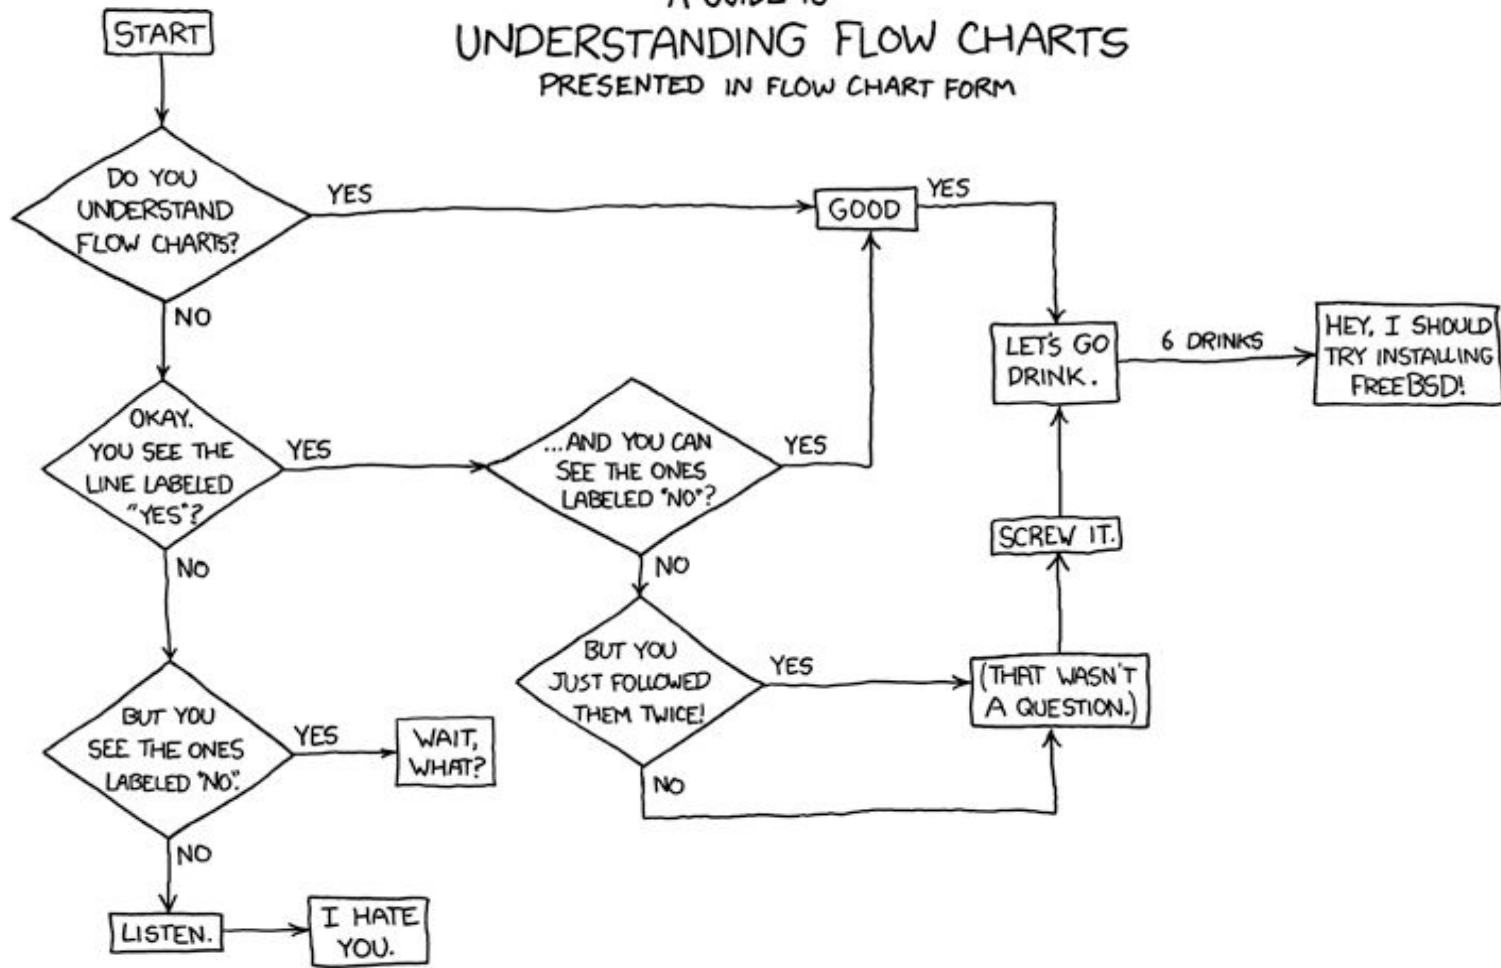 A GUIDE TO
UNDERSTANDING FLOW CHARTS
PRESENTED IN FLOW CHART FORM
START
DO YOU
UNDERSTAND
FLOW CHARTS?
YES
GOOD
YES
NO
LET'S GO
DRINK.
6 DRINKS
HEY, I SHOULD
TRY INSTALLING
FREEBSD!
OKAY.
YOU SEE THE
LINE LABELED
"YES"?
YES
...AND YOU CAN
SEE THE ONES
LABELED "NO"?
YES
NO
NO
SCREW IT.
BUT YOU
JUST FOLLOWED
THEM TWICE!
YES
(THAT WASN'T
A QUESTION.)
NO
BUT YOU
SEE THE ONES
LABELED "NO".
YES
WAIT,
WHAT?
NO
LISTEN.
I HATE
YOU.